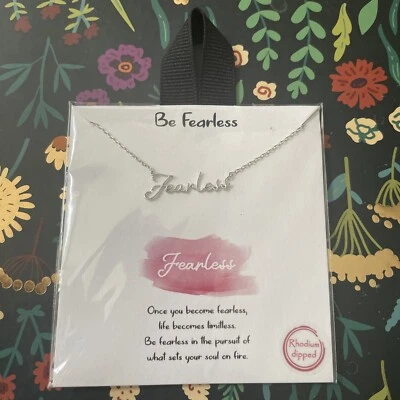 Be Fearless
Fearless
Fearless
Once you become fearless,
life becomes limitless.
Be fearless in the pursuit of
what sets your soul on fire.
Rhodium
dipped